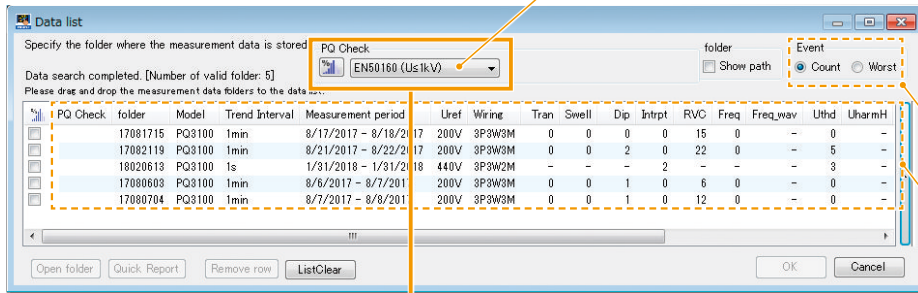 Data list
Specify the folder where the measurement data is stored
PQ Check
EN50160 (U≤1kV)
folder
Show path
Event
Count Worst
Data search completed. [Number of valid folder: 5]
Please drag and drop the measurement data folders to the data list.
PQ Check folder Model Trend Interval Measurement period Uref Wiring Tran Swell Dip Intrpt RVC Freq Freq_wav Uthd UharmH
17081715 PQ3100 1min 8/17/2017 - 8/18/2017 200V 3P3W3M 0 0 0 0 15 0 - 0 -
17082119 PQ3100 1min 8/21/2017 - 8/22/2017 200V 3P3W3M 0 0 2 0 22 0 - 5 -
18020613 PQ3100 1s 1/31/2018 - 1/31/2018 440V 3P3W2M - - - 2 - - - 3 -
17080603 PQ3100 1min 8/6/2017 - 8/7/2017 200V 3P3W3M 0 0 1 0 6 0 - 0 -
17080704 PQ3100 1min 8/7/2017 - 8/8/2017 200V 3P3W3M 0 0 1 0 12 0 - 0 -
Open folder Quick Report Remove row ListClear OK Cancel